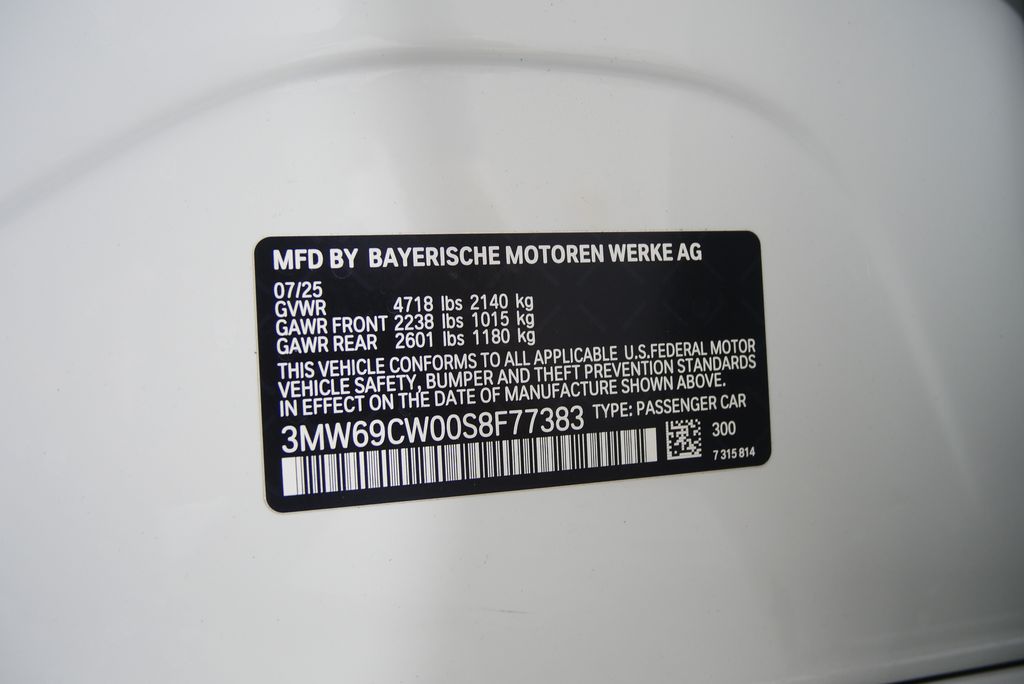 MFD BY BAYERISCHE MOTOREN WERKE AG
07/25
GVWR 4718 lbs 2140 kg
GAWR FRONT 2238 lbs 1015 kg
GAWR REAR 2601 lbs 1180 kg
THIS VEHICLE CONFORMS TO ALL APPLICABLE U.S.FEDERAL MOTOR
VEHICLE SAFETY, BUMPER AND THEFT PREVENTION STANDARDS
IN EFFECT ON THE DATE OF MANUFACTURE SHOWN ABOVE.
3MW69CW00S8F77383 TYPE: PASSENGER CAR
300
7 315 814